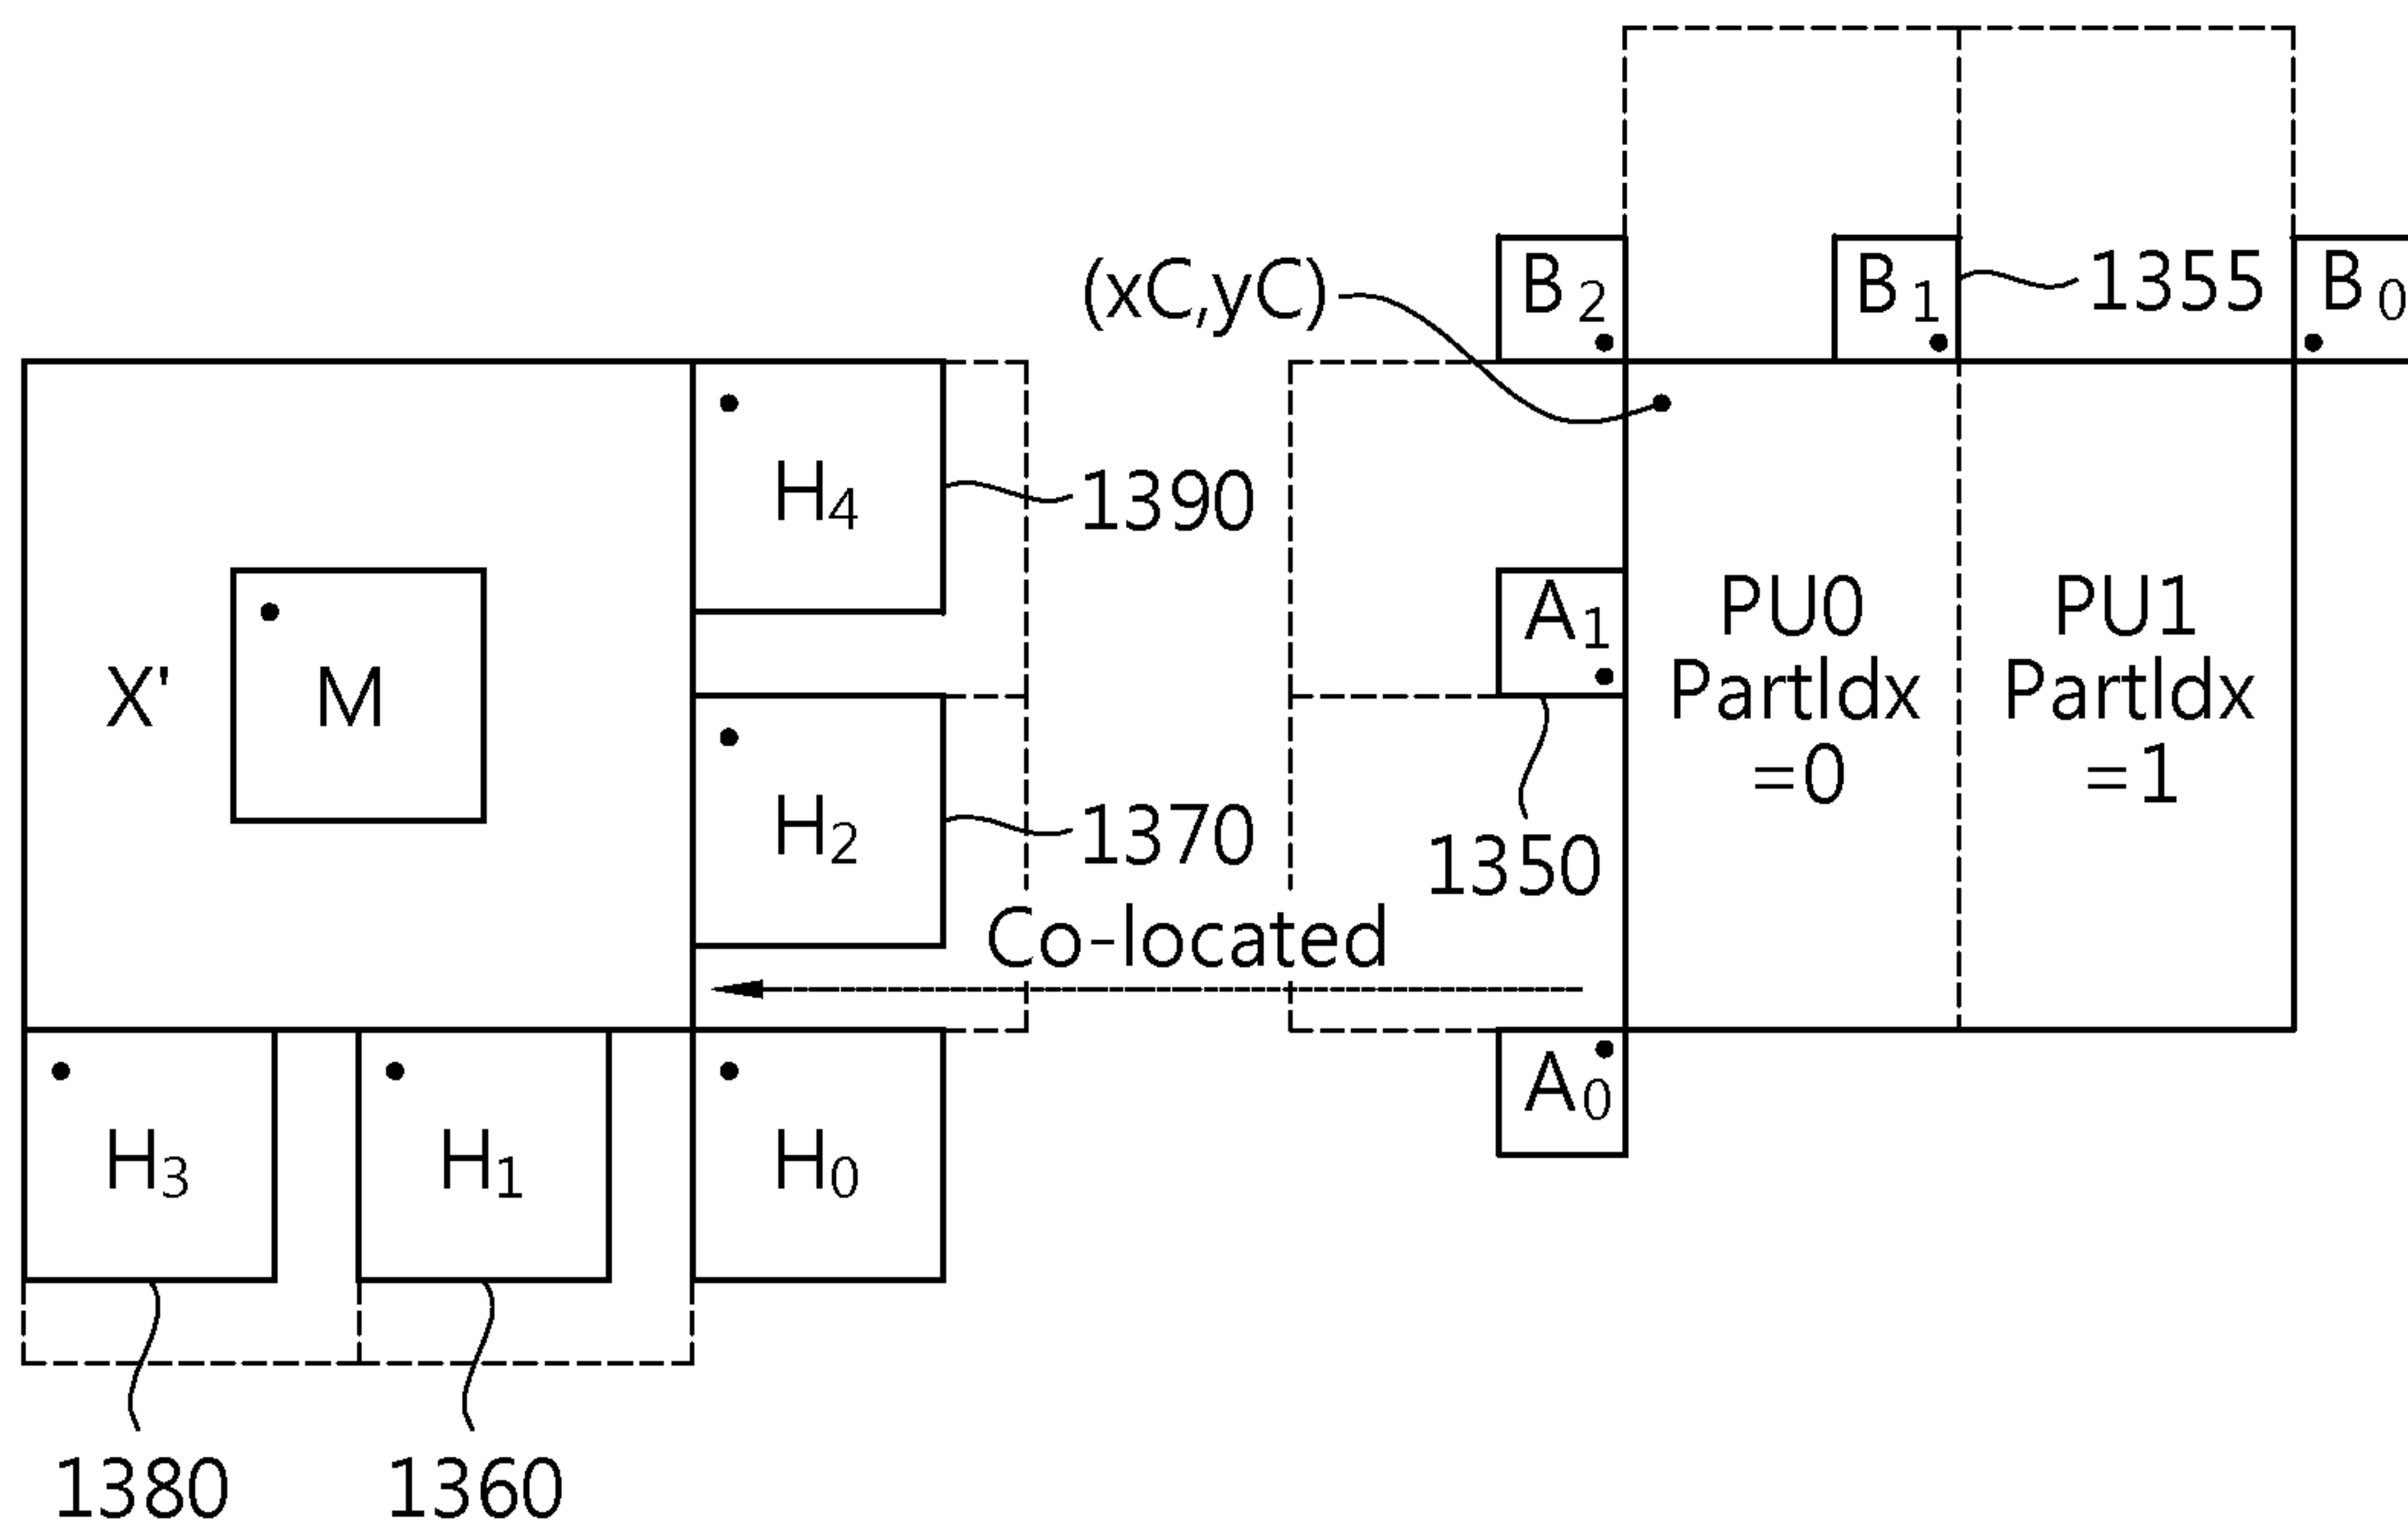 (xC,yC)
B2
B1
1355
B0
H4
1390
X'
M
A1
PU0
PartIdx
=0
PU1
PartIdx
=1
H2
1370
1350
Co-located
H3
H1
H0
A0
1380
1360